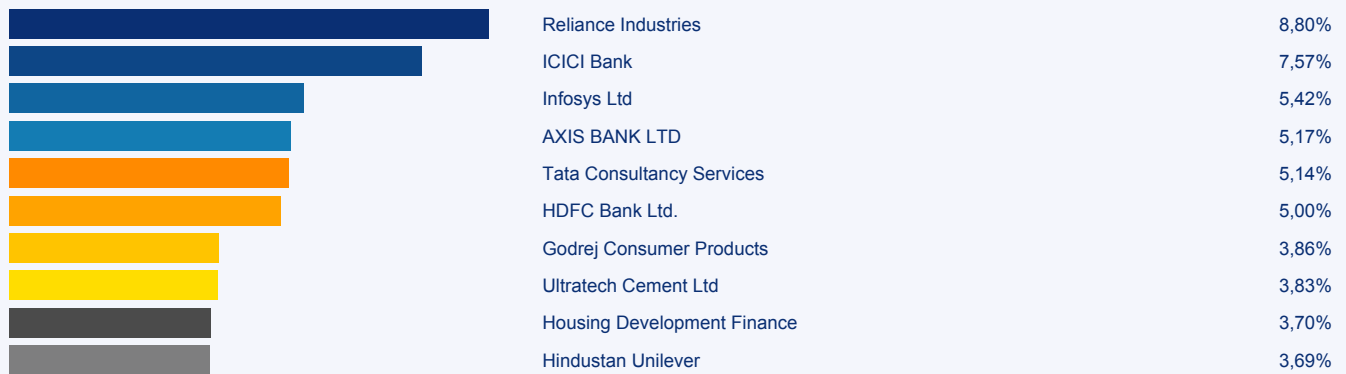 Reliance Industries 8,80%
ICICI Bank 7,57%
Infosys Ltd 5,42%
AXIS BANK LTD 5,17%
Tata Consultancy Services 5,14%
HDFC Bank Ltd. 5,00%
Godrej Consumer Products 3,86%
Ultratech Cement Ltd 3,83%
Housing Development Finance 3,70%
Hindustan Unilever 3,69%